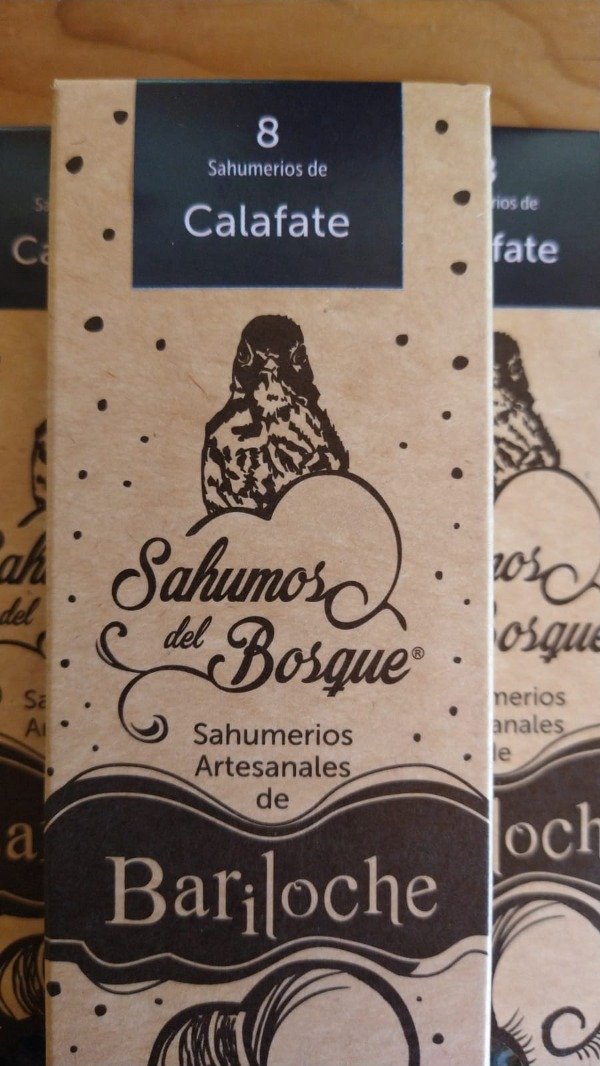 8
Sahumerios de
Calafate
Sahumos
del
Bosque®
Sahumerios
Artesanales
de
Bariloche